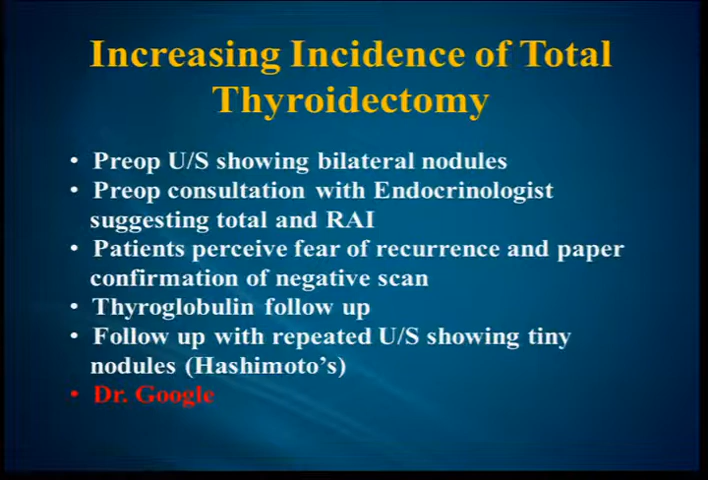 Increasing Incidence of Total
Thyroidectomy
• Preop U/S showing bilateral nodules
• Preop consultation with Endocrinologist
suggesting total and RAI
• Patients perceive fear of recurrence and paper
confirmation of negative scan
• Thyroglobulin follow up
• Follow up with repeated U/S showing tiny
nodules (Hashimoto's)
• Dr. Google